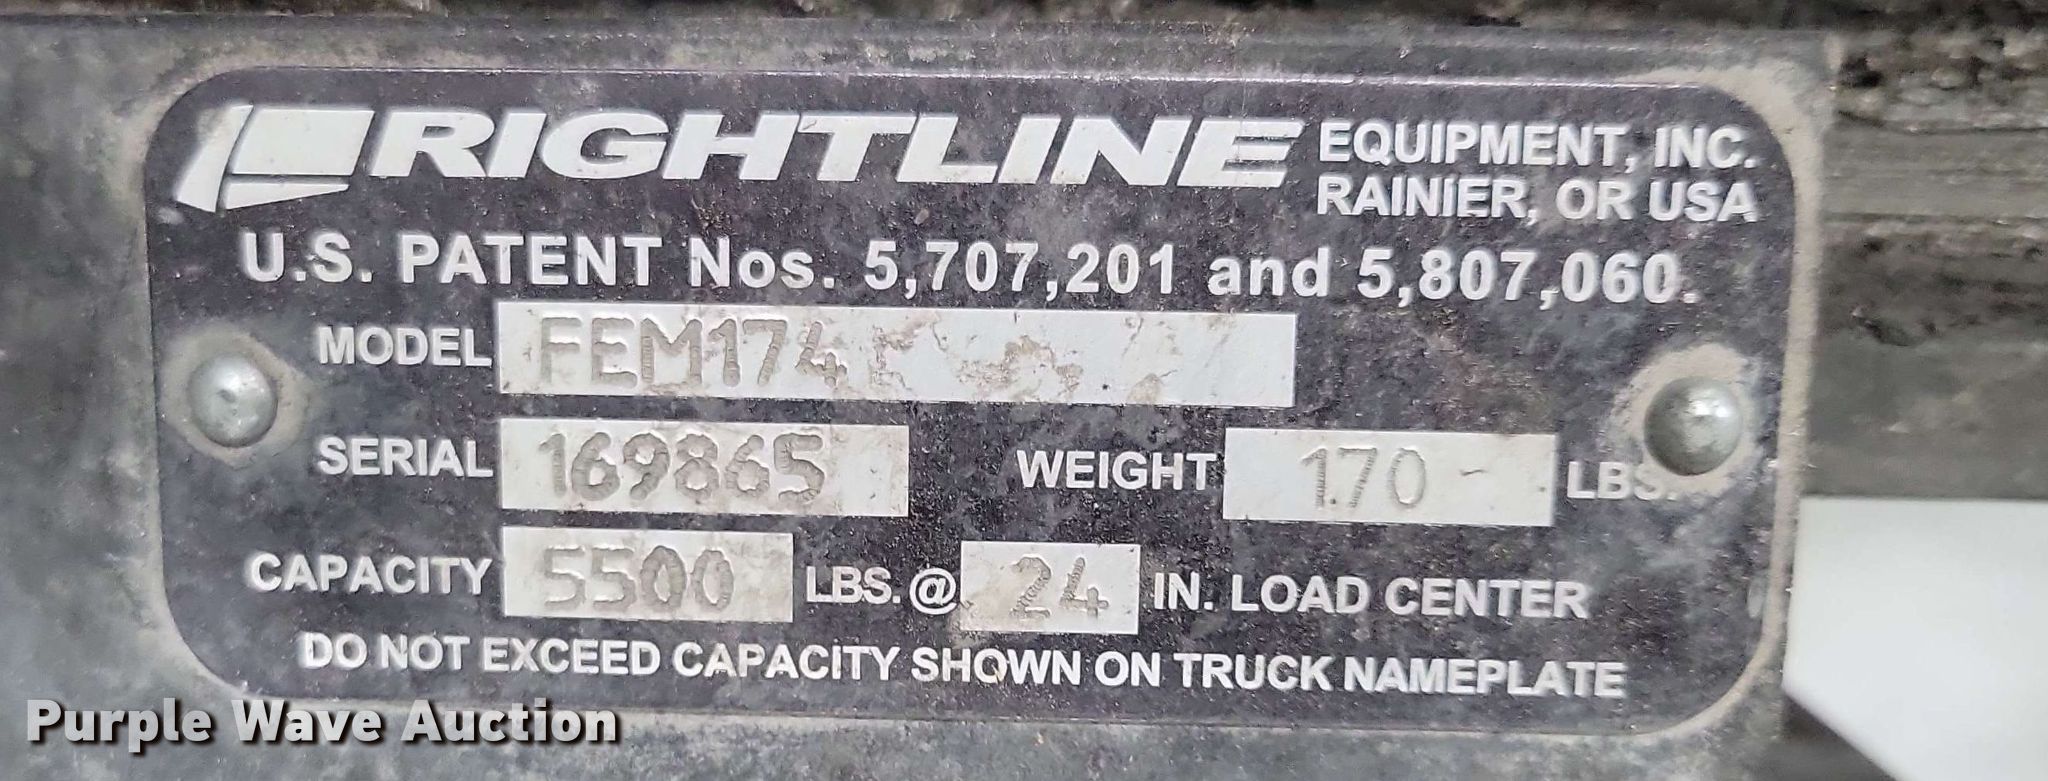 RIGHTLINE EQUIPMENT, INC.
RAINIER, OR USA
U.S. PATENT Nos. 5,707,201 and 5,807,060.
MODEL FEM174
SERIAL 169865 WEIGHT 170 LBS.
CAPACITY 5500 LBS. @ 24 IN. LOAD CENTER
DO NOT EXCEED CAPACITY SHOWN ON TRUCK NAMEPLATE
Purple Wave Auction